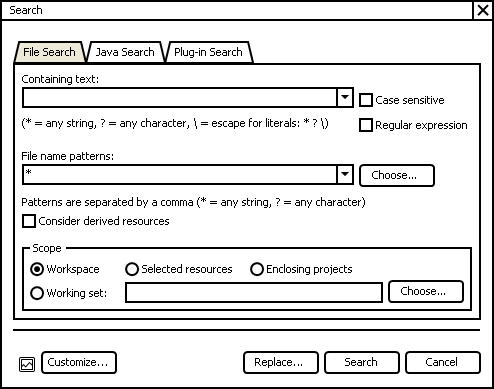 Search
File Search Java Search Plug-in Search
Containing text:
Case sensitive
(* = any string, ? = any character, \ = escape for literals: * ? \)
Regular expression
File name patterns:
*
Choose...
Patterns are separated by a comma (* = any string, ? = any character)
Consider derived resources
Scope
Workspace Selected resources Enclosing projects
Working set: Choose...
Customize... Replace... Search Cancel